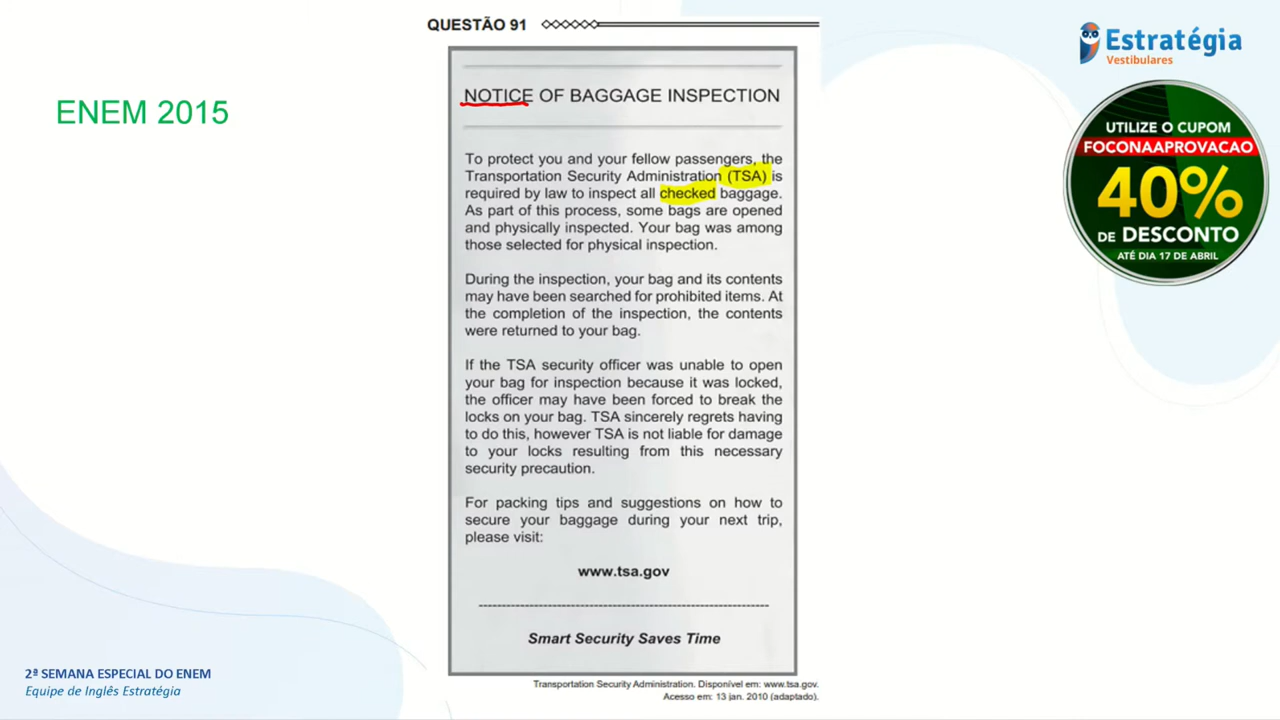 QUESTÃO 91
Estratégia
Vestibulares
ENEM 2015
NOTICE OF BAGGAGE INSPECTION
UTILIZE O CUPOM
FOCONAAPROVACAO
40%
DE DESCONTO
ATÉ DIA 17 DE ABRIL
To protect you and your fellow passengers, the
Transportation Security Administration (TSA) is
required by law to inspect all checked baggage.
As part of this process, some bags are opened
and physically inspected. Your bag was among
those selected for physical inspection.
During the inspection, your bag and its contents
may have been searched for prohibited items. At
the completion of the inspection, the contents
were returned to your bag.
If the TSA security officer was unable to open
your bag for inspection because it was locked,
the officer may have been forced to break the
locks on your bag. TSA sincerely regrets having
to do this, however TSA is not liable for damage
to your locks resulting from this necessary
security precaution.
For packing tips and suggestions on how to
secure your baggage during your next trip,
please visit:
www.tsa.gov
Smart Security Saves Time
Transportation Security Administration. Disponível em: www.tsa.gov.
Acesso em: 13 jan. 2010 (adaptado).
2ª SEMANA ESPECIAL DO ENEM
Equipe de Inglês Estratégia